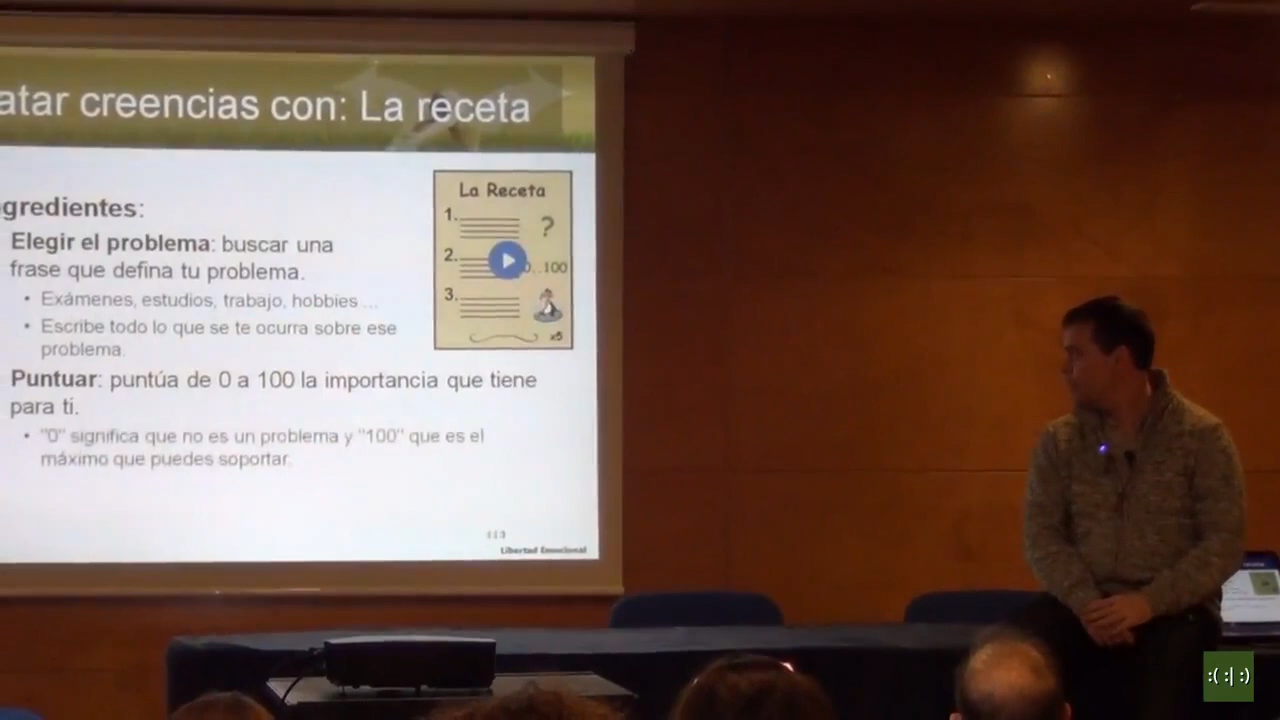 atar creencias con: La receta
gredientes:
Elegir el problema: buscar una
frase que defina tu problema.
• Exámenes, estudios, trabajo, hobbies ...
• Escribe todo lo que se te ocurra sobre ese
problema.
Puntuar: puntúa de 0 a 100 la importancia que tiene
para ti.
• "0" significa que no es un problema y "100" que es el
máximo que puedes soportar.
La Receta
1.
?
2.
0..100
3.
x5
Libertad Emocional
:( :| :)